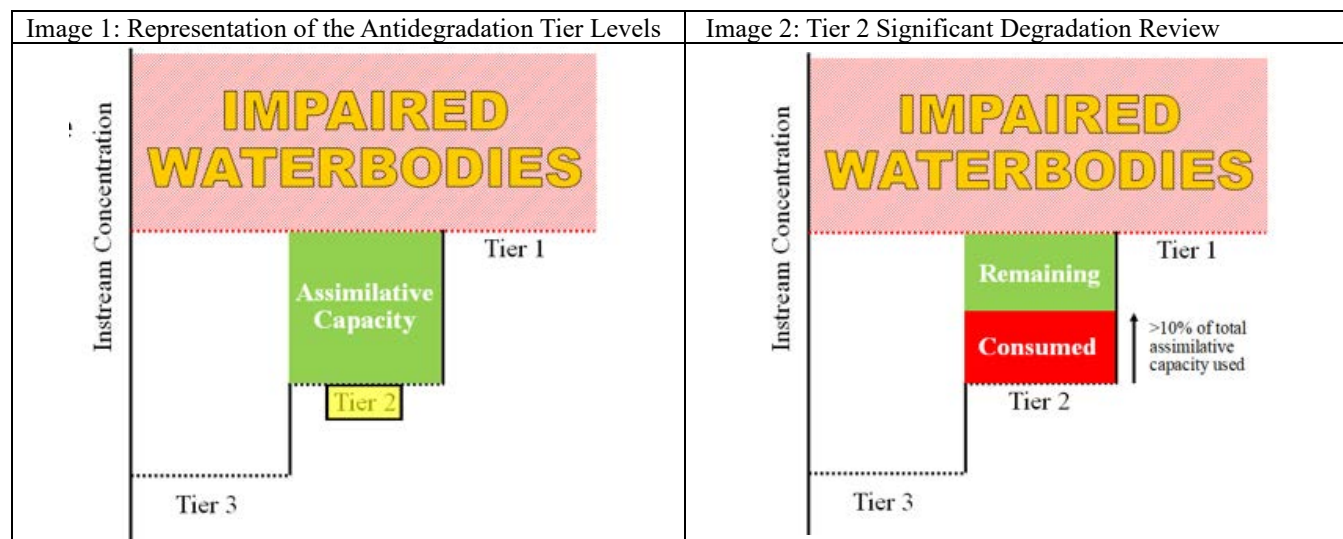 Image 1: Representation of the Antidegradation Tier Levels
Instream Concentration
IMPAIRED
WATERBODIES
Tier 1
Assimilative
Capacity
Tier 2
Tier 3
Image 2: Tier 2 Significant Degradation Review
Instream Concentration
IMPAIRED
WATERBODIES
Tier 1
Remaining
Consumed
>10% of total
assimilative
capacity used
Tier 2
Tier 3